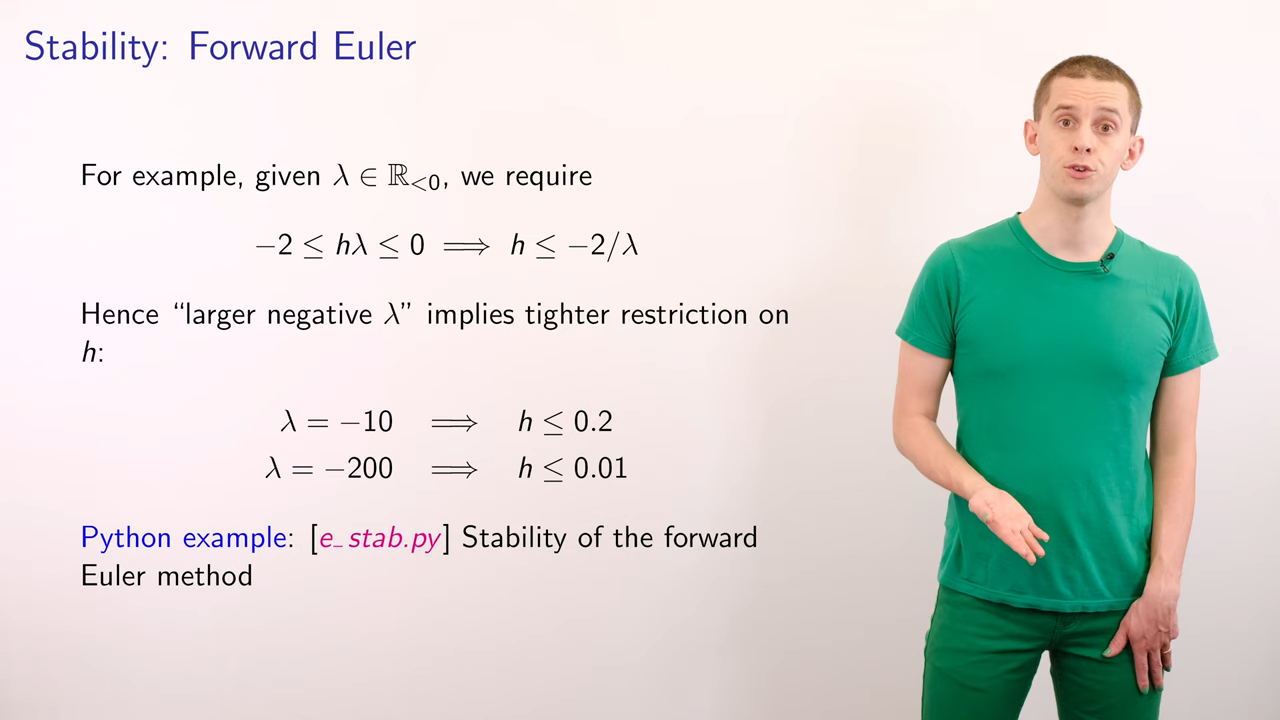 Stability: Forward Euler
For example, given λ ∈ ℝ<0, we require
−2 ≤ hλ ≤ 0 ⟹ h ≤ −2/λ
Hence “larger negative λ” implies tighter restriction on
h:
λ = −10 ⟹ h ≤ 0.2
λ = −200 ⟹ h ≤ 0.01
Python example: [e_stab.py] Stability of the forward
Euler method